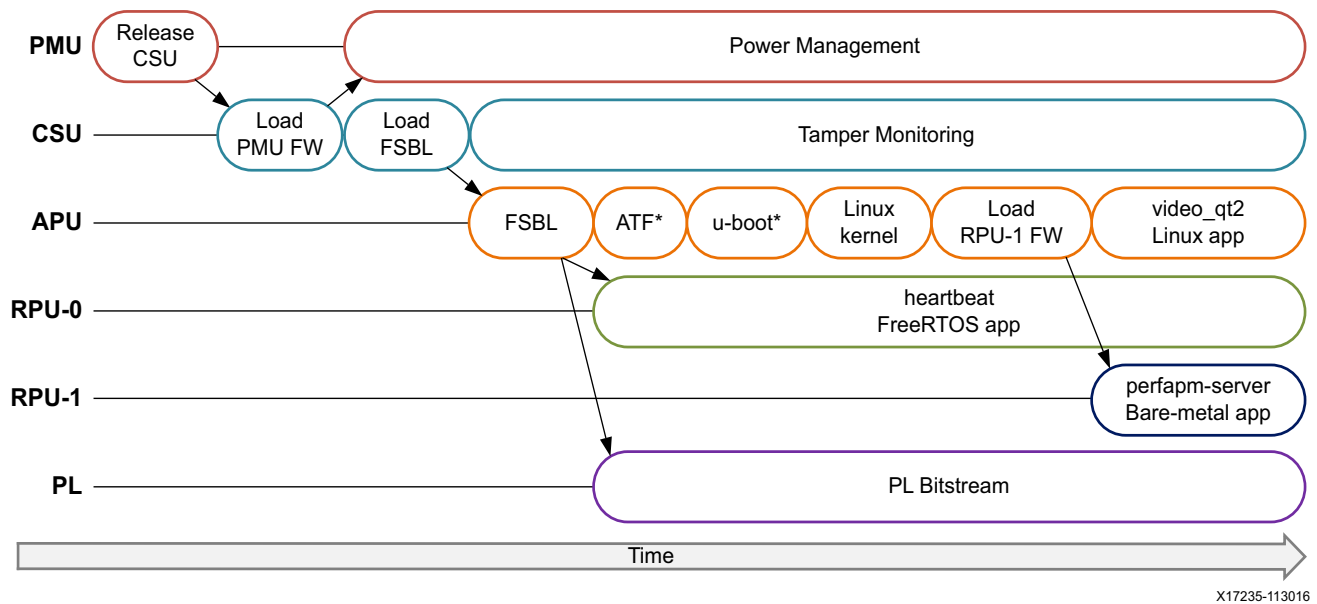 PMU
Release
CSU
Power Management
CSU
Load
PMU FW
Load
FSBL
Tamper Monitoring
APU
FSBL
ATF*
u-boot*
Linux
kernel
Load
RPU-1 FW
video_qt2
Linux app
RPU-0
heartbeat
FreeRTOS app
RPU-1
perfapm-server
Bare-metal app
PL
PL Bitstream
Time
X17235-113016